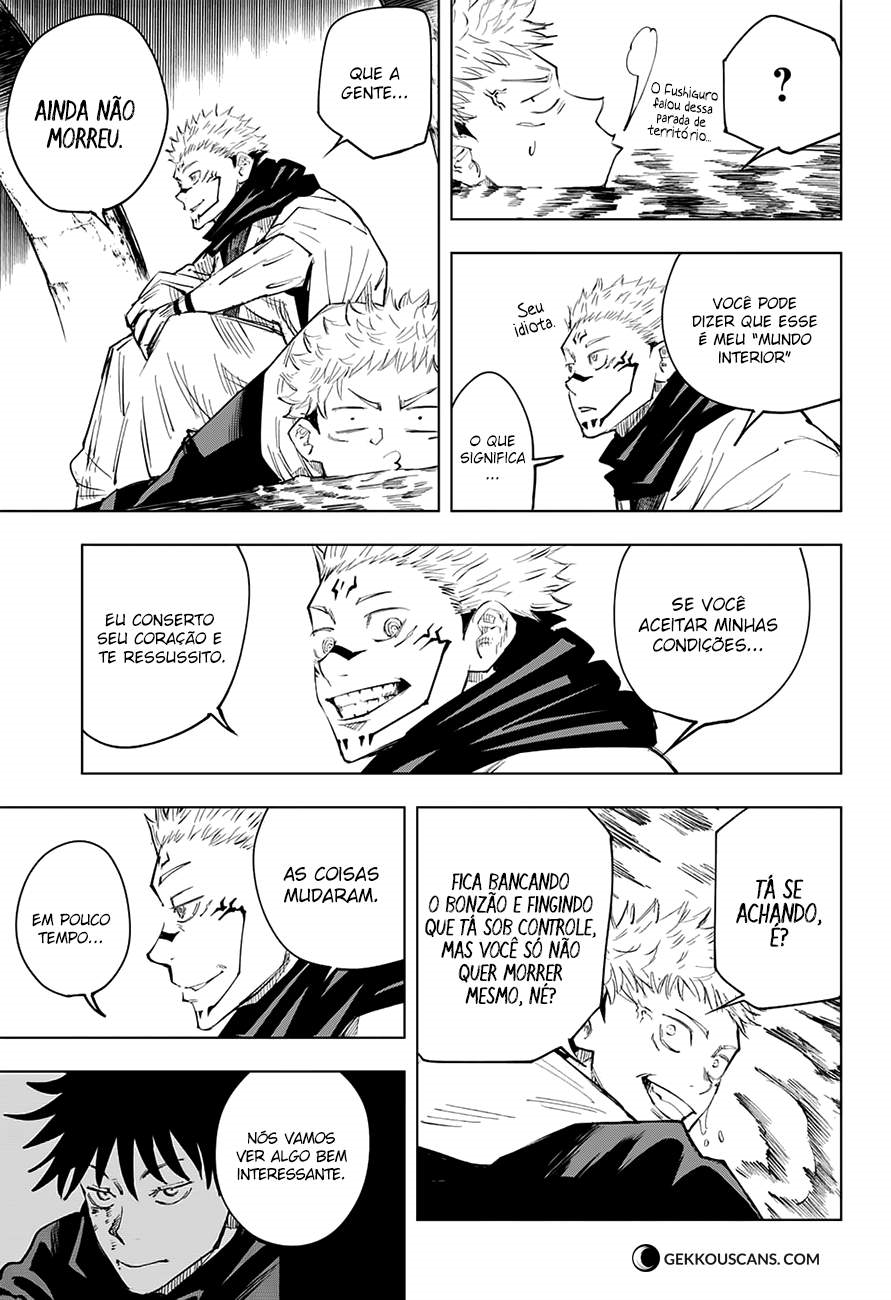 ?
O Fushiguro
falou dessa
parada de
território...
QUE A
GENTE...
AINDA NÃO
MORREU.
VOCÊ PODE
DIZER QUE ESSE
É MEU “MUNDO
INTERIOR”
Seu
idiota.
O QUE
SIGNIFICA
...
SE VOCÊ
ACEITAR MINHAS
CONDIÇÕES...
EU CONSERTO
SEU CORAÇÃO E
TE RESSUSSITO.
TÁ SE
ACHANDO,
É?
FICA BANCANDO
O BONZÃO E FINGINDO
QUE TÁ SOB CONTROLE,
MAS VOCÊ SÓ NÃO
QUER MORRER
MESMO, NÉ?
AS COISAS
MUDARAM.
EM POUCO
TEMPO...
NÓS VAMOS
VER ALGO BEM
INTERESSANTE.
GEKKOUSCANS.COM